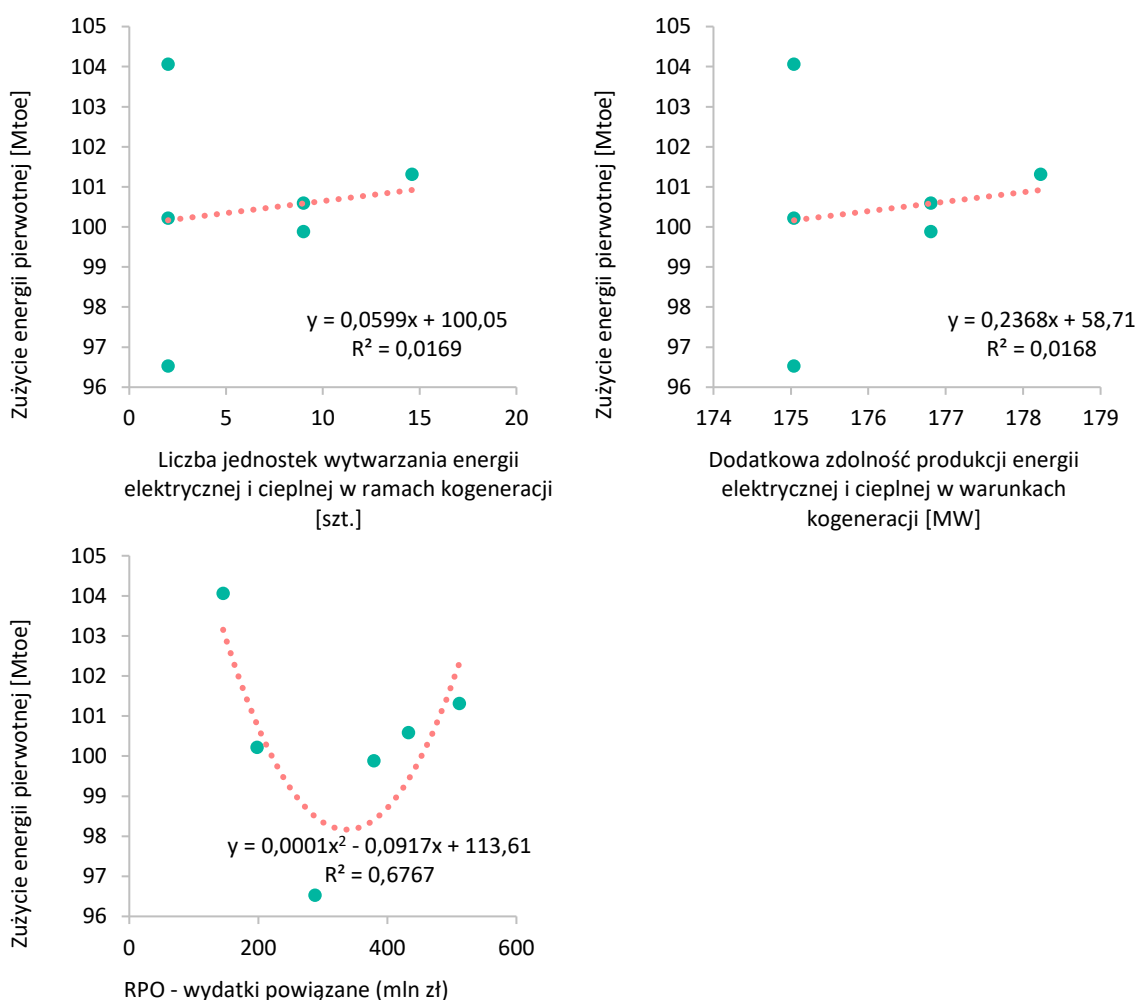 Zużycie energii pierwotnej [Mtoe]
105
104
103
102
101
100
99
98
97
96
y = 0,0599x + 100,05
R² = 0,0169
0 5 10 15 20
Liczba jednostek wytwarzania energii
elektrycznej i cieplnej w ramach kogeneracji
[szt.]
Zużycie energii pierwotnej [Mtoe]
105
104
103
102
101
100
99
98
97
96
y = 0,2368x + 58,71
R² = 0,0168
174 175 176 177 178 179
Dodatkowa zdolność produkcji energii
elektrycznej i cieplnej w warunkach
kogeneracji [MW]
Zużycie energii pierwotnej [Mtoe]
105
104
103
102
101
100
99
98
97
96
y = 0,0001x² - 0,0917x + 113,61
R² = 0,6767
0 200 400 600
RPO - wydatki powiązane (mln zł)